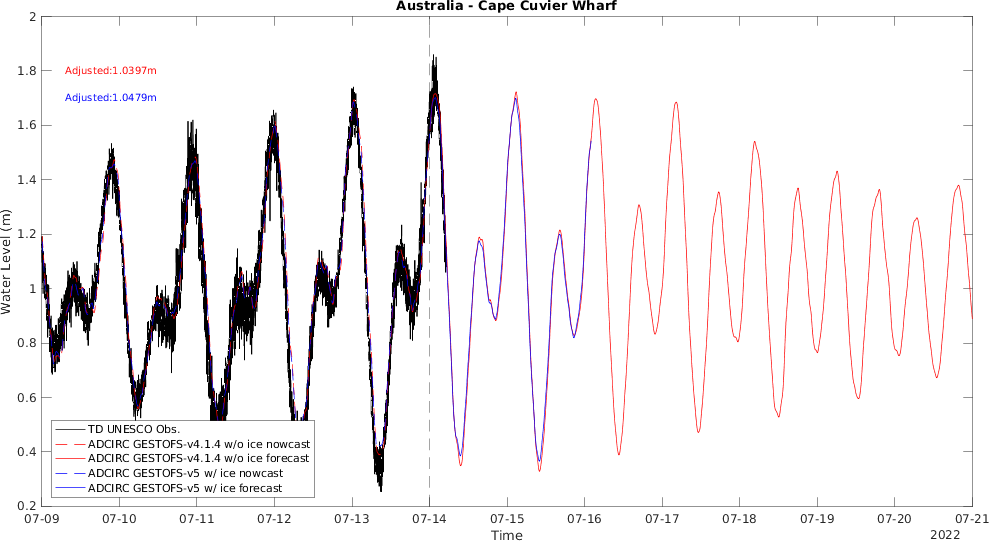 Australia - Cape Cuvier Wharf
2
1.8
1.6
1.4
1.2
1
0.8
0.6
0.4
0.2
Water Level (m)
Adjusted:1.0397m
Adjusted:1.0479m
TD UNESCO Obs.
ADCIRC GESTOFS-v4.1.4 w/o ice nowcast
ADCIRC GESTOFS-v4.1.4 w/o ice forecast
ADCIRC GESTOFS-v5 w/ ice nowcast
ADCIRC GESTOFS-v5 w/ ice forecast
07-09 07-10 07-11 07-12 07-13 07-14 07-15 07-16 07-17 07-18 07-19 07-20 07-21
Time
2022